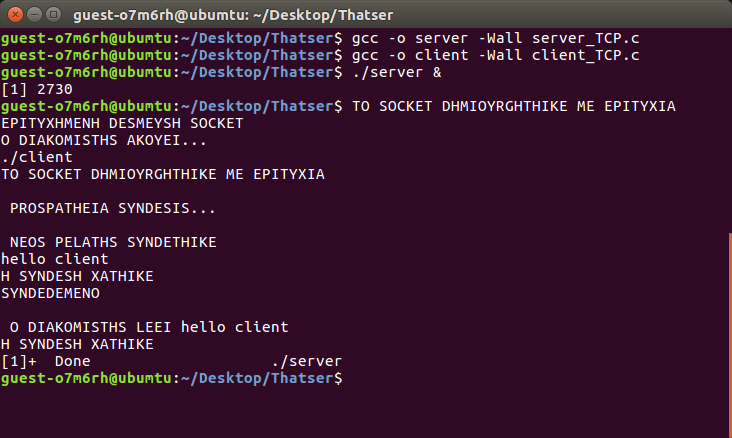 guest-o7m6rh@ubumtu: ~/Desktop/Thatser
guest-o7m6rh@ubumtu:~/Desktop/Thatser$ gcc -o server -Wall server_TCP.c
guest-o7m6rh@ubumtu:~/Desktop/Thatser$ gcc -o client -Wall client_TCP.c
guest-o7m6rh@ubumtu:~/Desktop/Thatser$ ./server &
[1] 2730
guest-o7m6rh@ubumtu:~/Desktop/Thatser$ TO SOCKET DHMIOYRGHTHIKE ME EPITYXIA
EPITYXHMENH DESMEYSH SOCKET
O DIAKOMISTHS AKOYEI...
./client
TO SOCKET DHMIOYRGHTHIKE ME EPITYXIA
PROSPATHEIA SYNDESIS...
NEOS PELATHS SYNDETHIKE
hello client
H SYNDESH XATHIKE
SYNDEDEMENO
O DIAKOMISTHS LEEI hello client
H SYNDESH XATHIKE
[1]+  Done                    ./server
guest-o7m6rh@ubumtu:~/Desktop/Thatser$